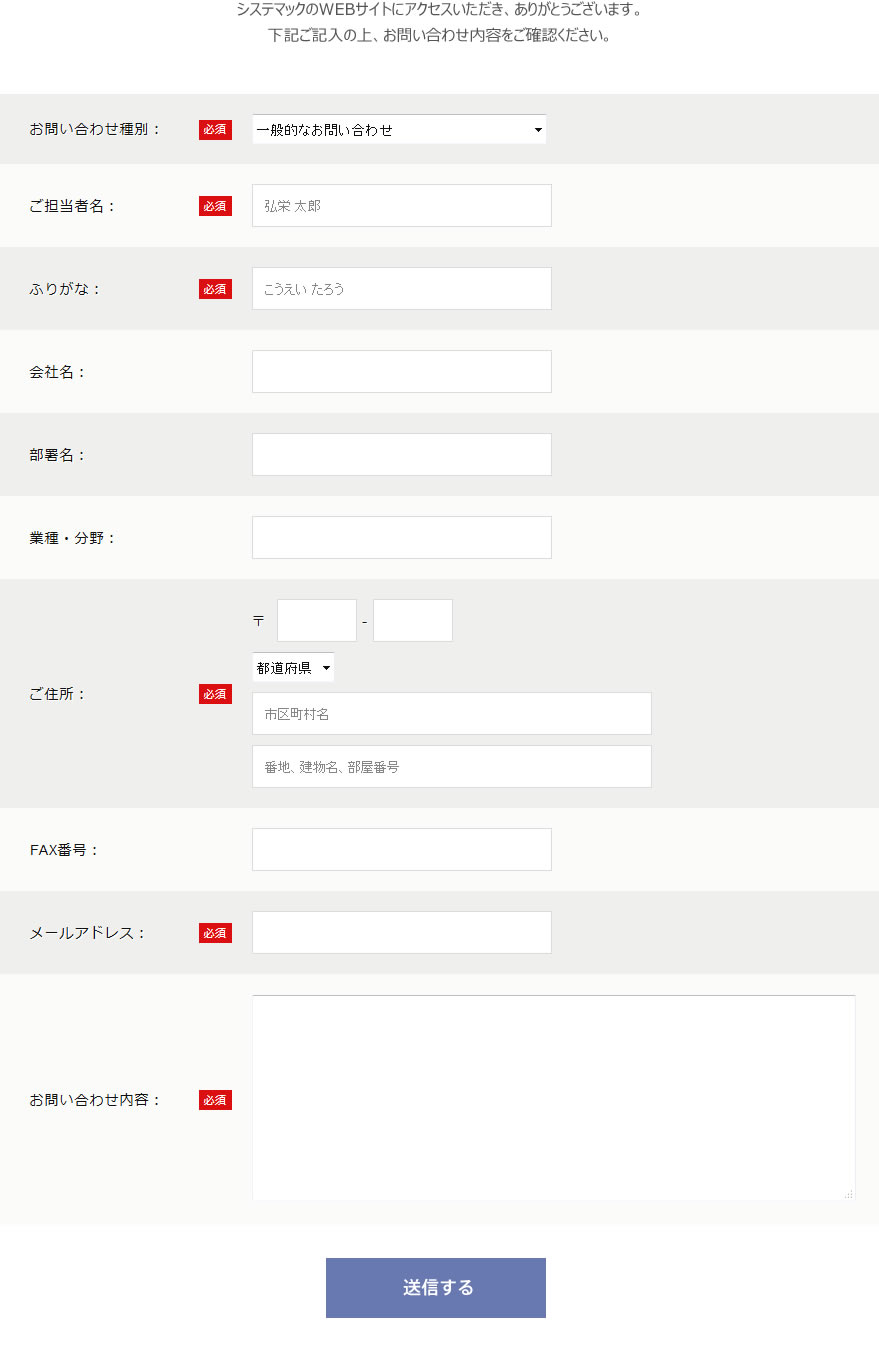 システマックのWEBサイトにアクセスいただき、ありがとうございます。
下記ご記入の上、お問い合わせ内容をご確認ください。
お問い合わせ種別： 必須 一般的なお問い合わせ
ご担当者名： 必須 弘栄 太郎
ふりがな： 必須 こうえい たろう
会社名：
部署名：
業種・分野：
〒 -
都道府県
ご住所： 必須
市区町村名
番地、建物名、部屋番号
FAX番号：
メールアドレス： 必須
お問い合わせ内容： 必須
送信する